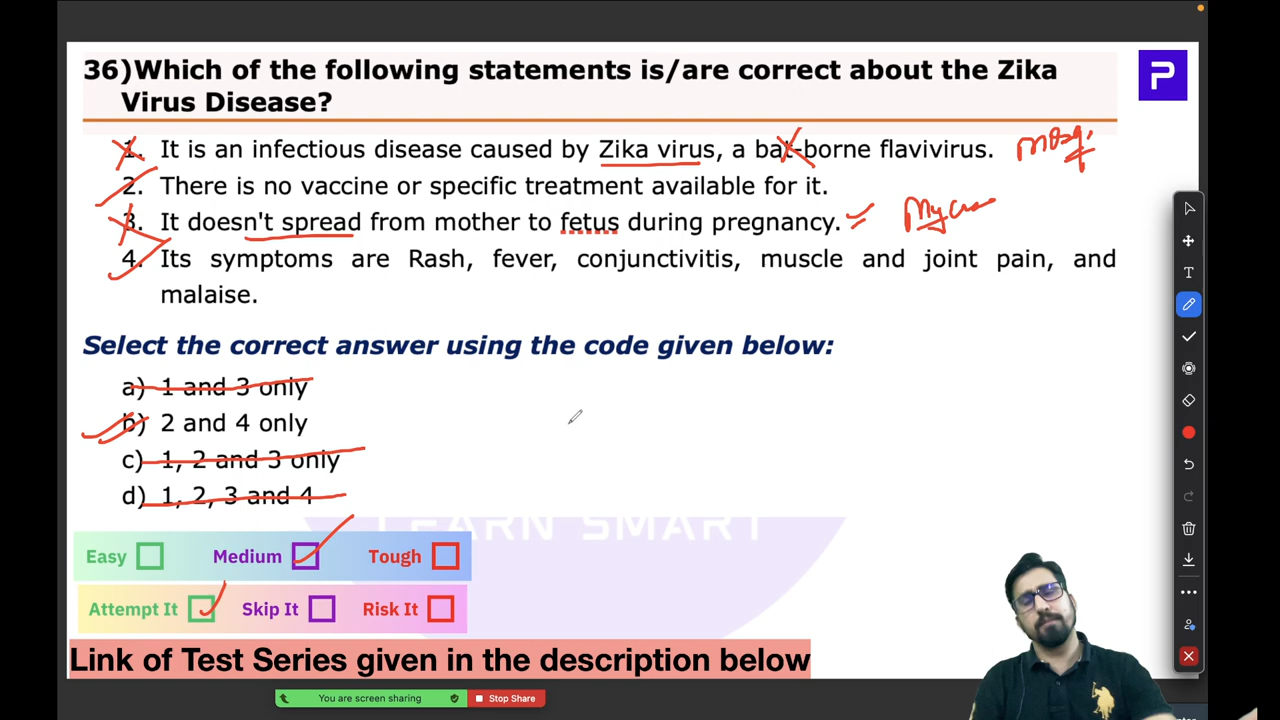 36)Which of the following statements is/are correct about the Zika
Virus Disease?
1. It is an infectious disease caused by Zika virus, a bat-borne flavivirus.
2. There is no vaccine or specific treatment available for it.
3. It doesn't spread from mother to fetus during pregnancy.
4. Its symptoms are Rash, fever, conjunctivitis, muscle and joint pain, and
malaise.
Select the correct answer using the code given below:
a) 1 and 3 only
b) 2 and 4 only
c) 1, 2 and 3 only
d) 1, 2, 3 and 4
LEARN SMART
Easy Medium Tough
Attempt It Skip It Risk It
Link of Test Series given in the description below
You are screen sharing Stop Share